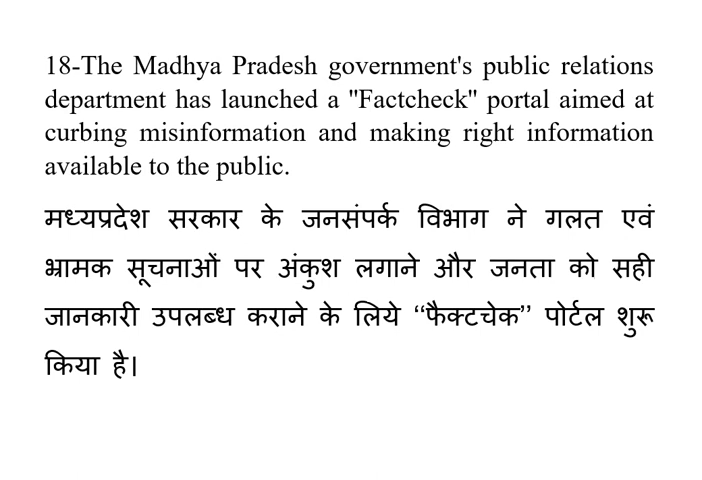 18-The Madhya Pradesh government's public relations
department has launched a "Factcheck" portal aimed at
curbing misinformation and making right information
available to the public.
मध्यप्रदेश सरकार के जनसंपर्क विभाग ने गलत एवं
भ्रामक सूचनाओं पर अंकुश लगाने और जनता को सही
जानकारी उपलब्ध कराने के लिये “फैक्टचेक” पोर्टल शुरू
किया है।